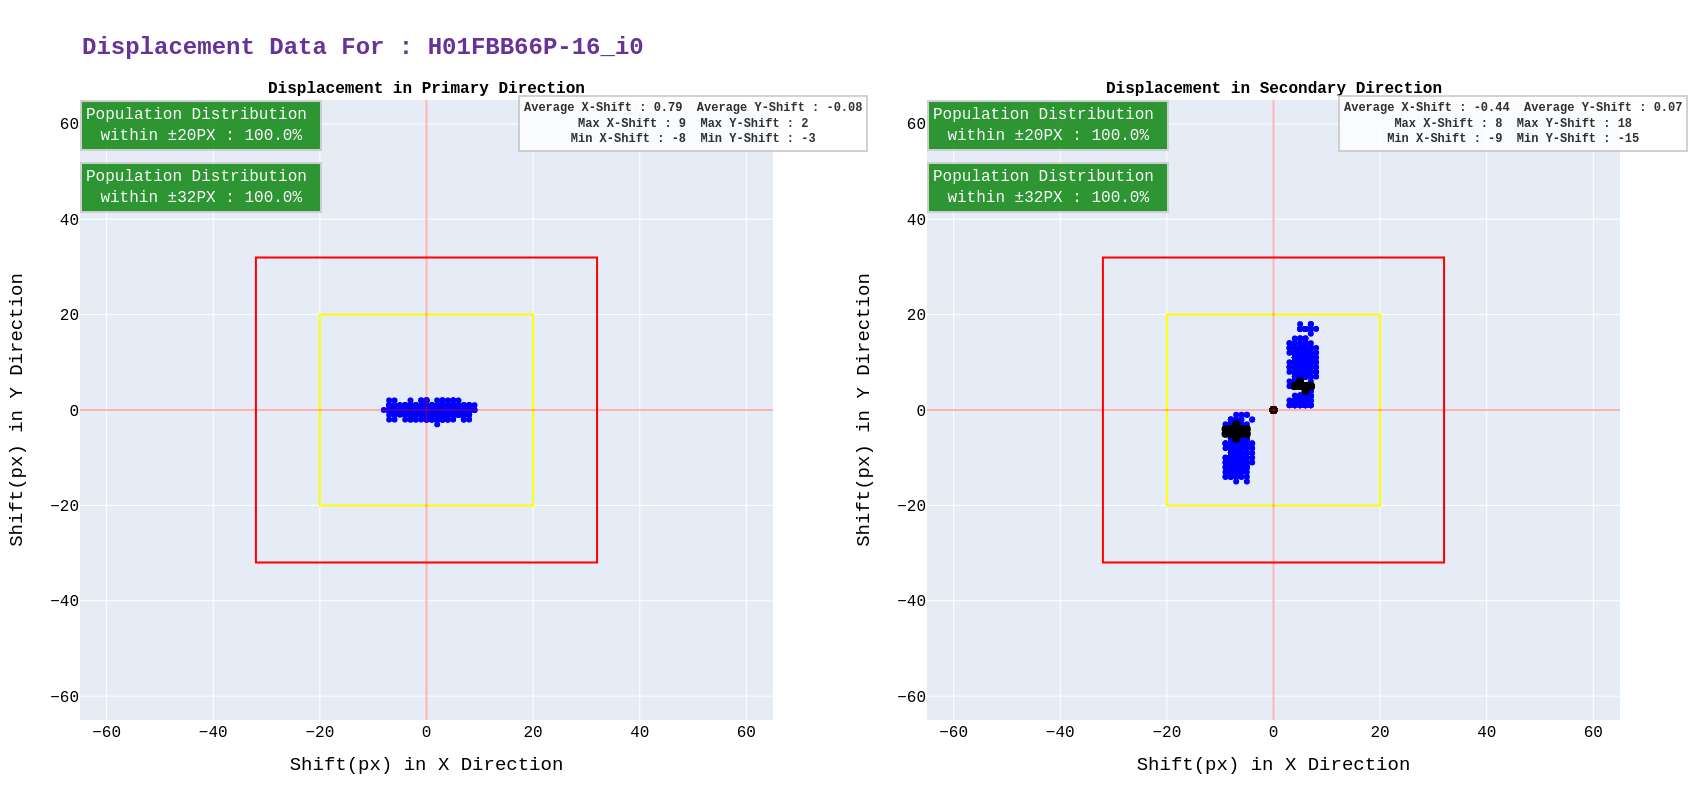 Displacement Data For : H01FBB66P-16_i0
Displacement in Primary Direction
Population Distribution
within ±20PX : 100.0%
Population Distribution
within ±32PX : 100.0%
Average X-Shift : 0.79  Average Y-Shift : -0.08
Max X-Shift : 9  Max Y-Shift : 2
Min X-Shift : -8  Min Y-Shift : -3
60
40
20
0
−20
−40
−60
Shift(px) in Y Direction
−60 −40 −20 0 20 40 60
Shift(px) in X Direction
Displacement in Secondary Direction
Population Distribution
within ±20PX : 100.0%
Population Distribution
within ±32PX : 100.0%
Average X-Shift : -0.44  Average Y-Shift : 0.07
Max X-Shift : 8  Max Y-Shift : 18
Min X-Shift : -9  Min Y-Shift : -15
60
40
20
0
−20
−40
−60
Shift(px) in Y Direction
−60 −40 −20 0 20 40 60
Shift(px) in X Direction